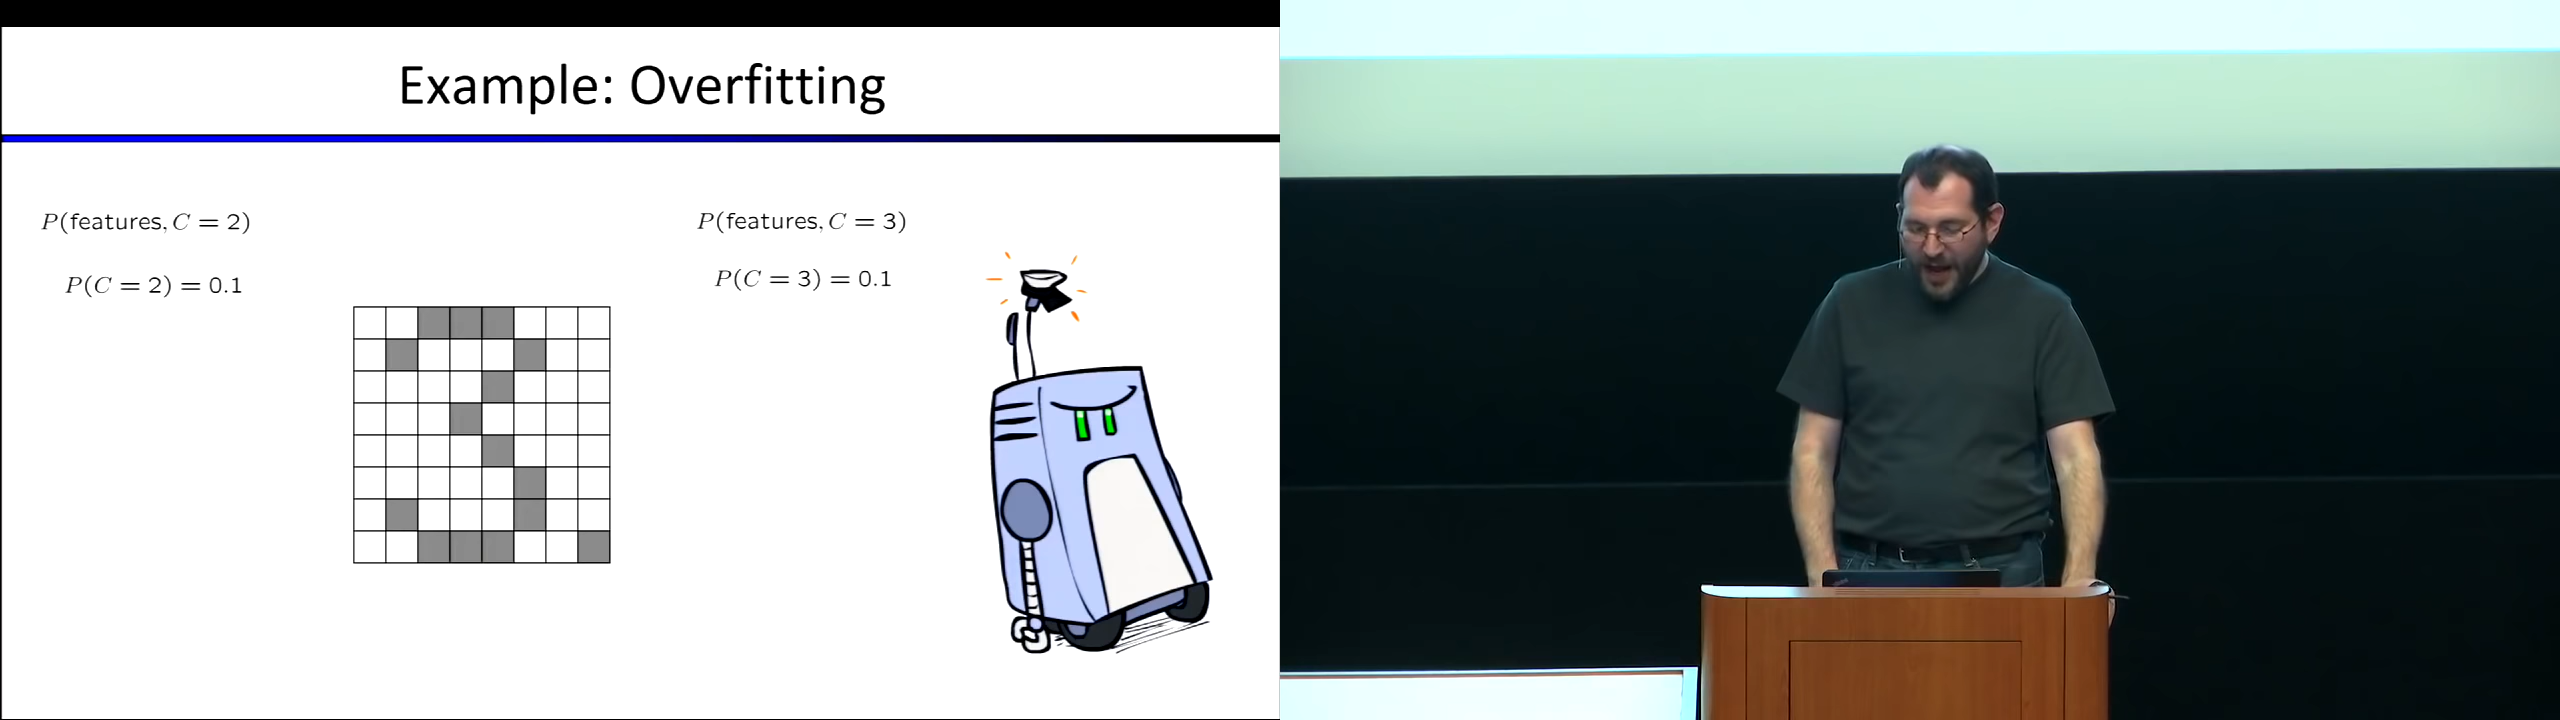 Example: Overfitting
P(features, C = 2)
P(C = 2) = 0.1
P(features, C = 3)
P(C = 3) = 0.1